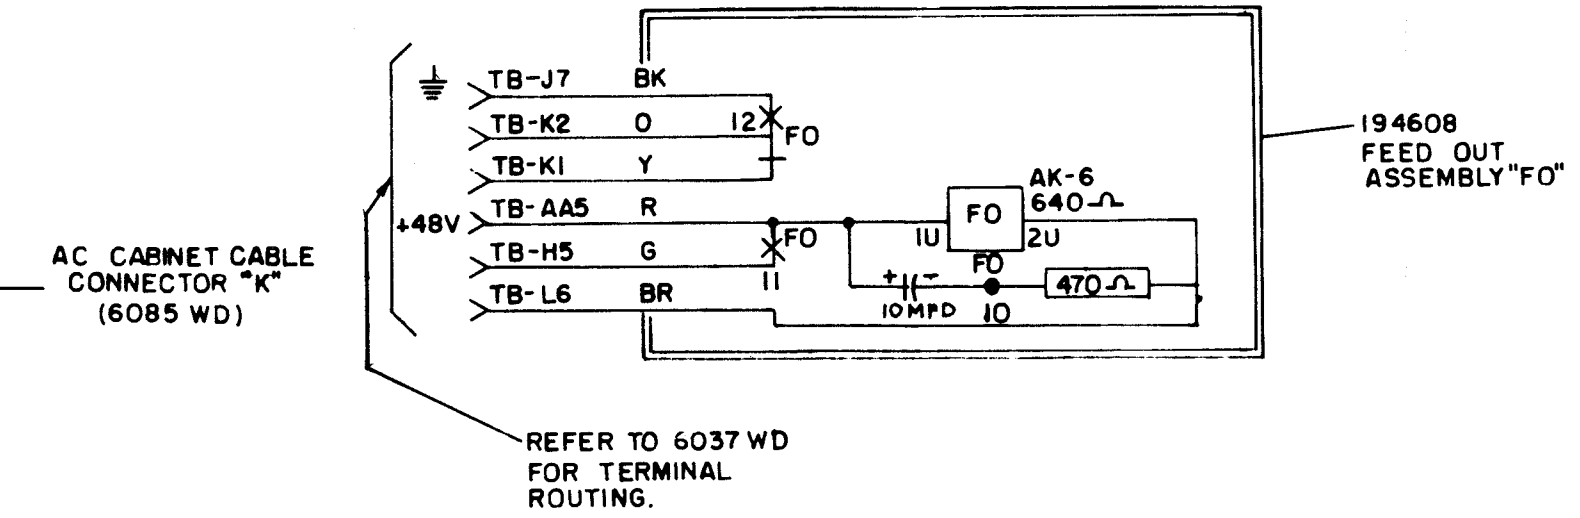 TB-J7 BK
TB-K2 O 12 FO
TB-K1 Y
+48V TB-AA5 R
TB-H5 G
TB-L6 BR
FO
11
AK-6
640Ω
FO
1U 2U
FO
+ -
10MFD
10
470Ω
194608
FEED OUT
ASSEMBLY "FO"
AC CABINET CABLE
CONNECTOR "K"
(6085 WD)
REFER TO 6037 WD
FOR TERMINAL
ROUTING.